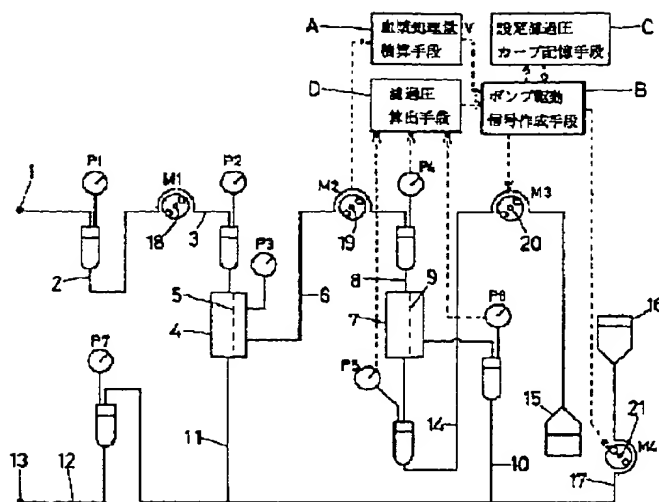 A
血漿処理量
積算手段
V
設定濾過圧
カーブ記憶手段
C
D
濾過圧
算出手段
ポンプ駆動
信号作成手段
B
1
P1
M1
P2
M2
P4
M3
18
3
19
20
2
P3
5
4
6
8
9
7
P6
16
P7
P5
15
21
M4
11
14
10
13
12
17